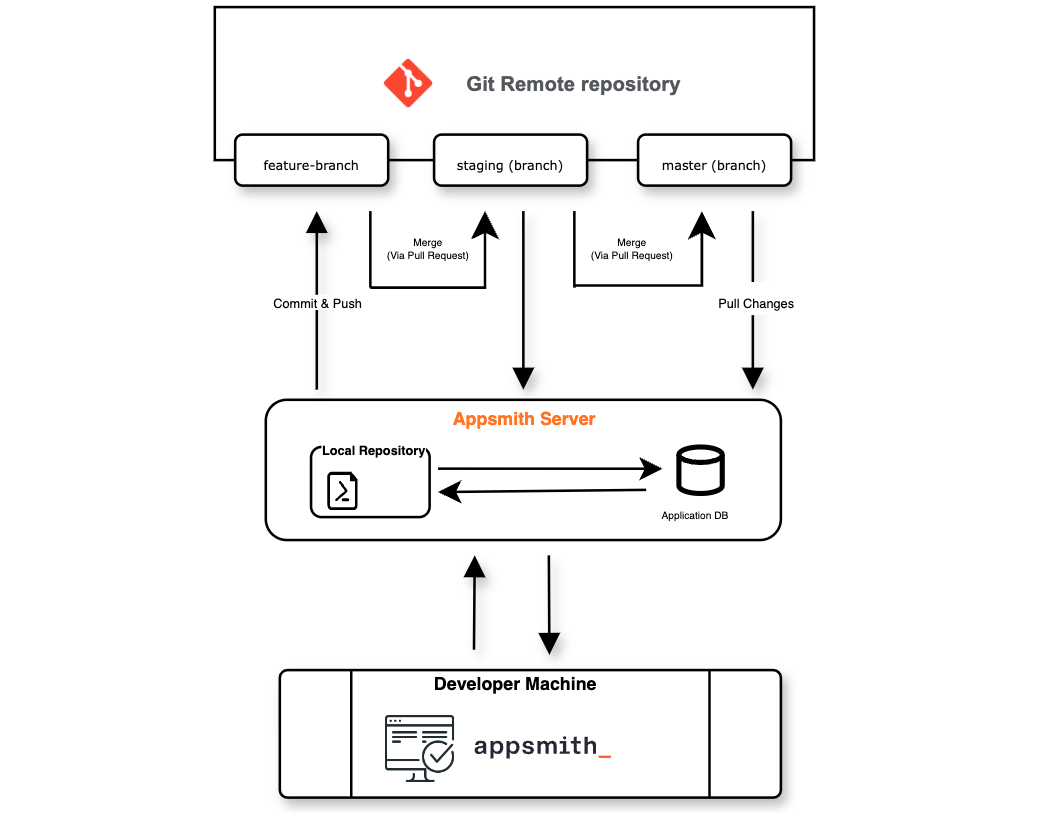 Git Remote repository
feature-branch
staging (branch)
master (branch)
Merge
(Via Pull Request)
Merge
(Via Pull Request)
Commit & Push
Pull Changes
Appsmith Server
Local Repository
Application DB
Developer Machine
appsmith_